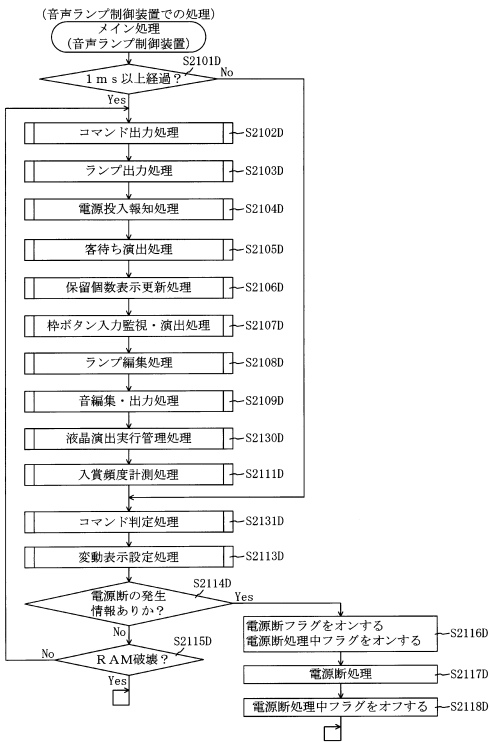 (音声ランプ制御装置での処理)
メイン処理
(音声ランプ制御装置)
S2101D
1ms以上経過?
No
Yes
コマンド出力処理
S2102D
ランプ出力処理
S2103D
電源投入報知処理
S2104D
客待ち演出処理
S2105D
保留個数表示更新処理
S2106D
枠ボタン入力監視・演出処理
S2107D
ランプ編集処理
S2108D
音編集・出力処理
S2109D
液晶演出実行管理処理
S2130D
入賞頻度計測処理
S2111D
コマンド判定処理
S2131D
変動表示設定処理
S2113D
S2114D
電源断の発生
情報ありか?
Yes
No
S2115D
RAM破壊?
No
Yes
電源断フラグをオンする
電源断処理中フラグをオンする
S2116D
電源断処理
S2117D
電源断処理中フラグをオフする
S2118D